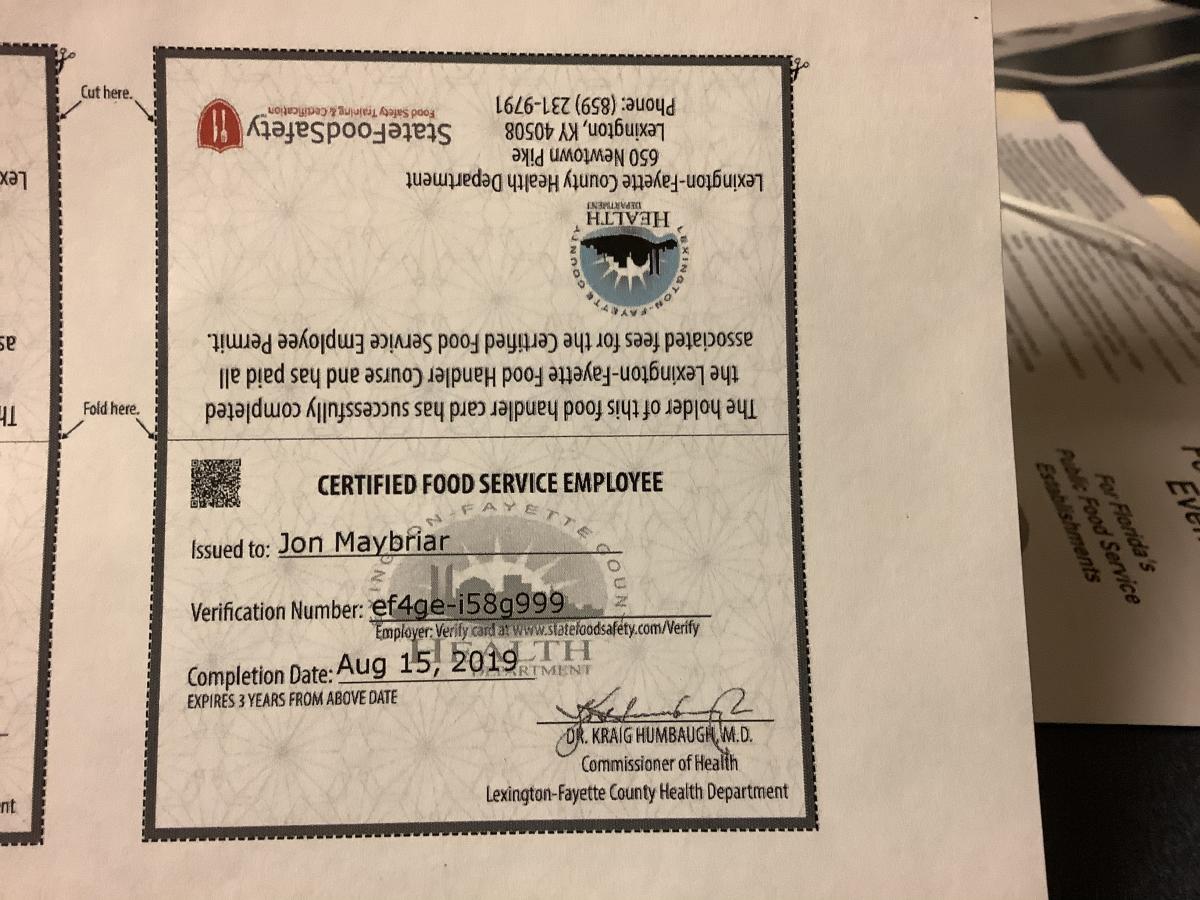 Cut here.
Fold here.
StateFoodSafety
Food Safety Training & Certification
Phone: (859) 231-9791
Lexington, KY 40508
650 Newtown Pike
Lexington-Fayette County Health Department
HEALTH
DEPARTMENT
LEXINGTON-FAYETTE COUNTY
The holder of this food handler card has successfully completed
the Lexington-Fayette Food Handler Course and has paid all
associated fees for the Certified Food Service Employee Permit.
CERTIFIED FOOD SERVICE EMPLOYEE
Issued to: Jon Maybriar
Verification Number: ef4ge-i58g999
Employer: Verify card at www.statefoodsafety.com/Verify
Completion Date: Aug 15, 2019
EXPIRES 3 YEARS FROM ABOVE DATE
HEALTH
DEPARTMENT
DR. KRAIG HUMBAUGH, M.D.
Commissioner of Health
Lexington-Fayette County Health Department
For Florida's
Public Food Service
Establishments